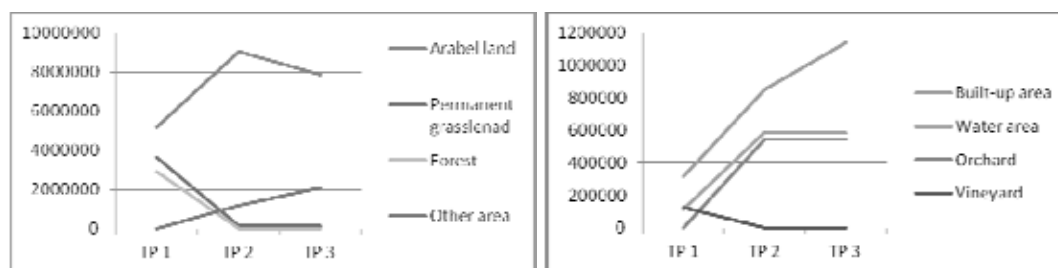 10000000
8000000
6000000
4000000
2000000
0
TP 1 TP 2 TP 3
Arabel land
Permanent
grasslenad
Forest
Other area
1200000
1000000
800000
600000
400000
200000
0
TP 1 TP 2 TP 3
Built-up area
Water area
Orchard
Vineyard